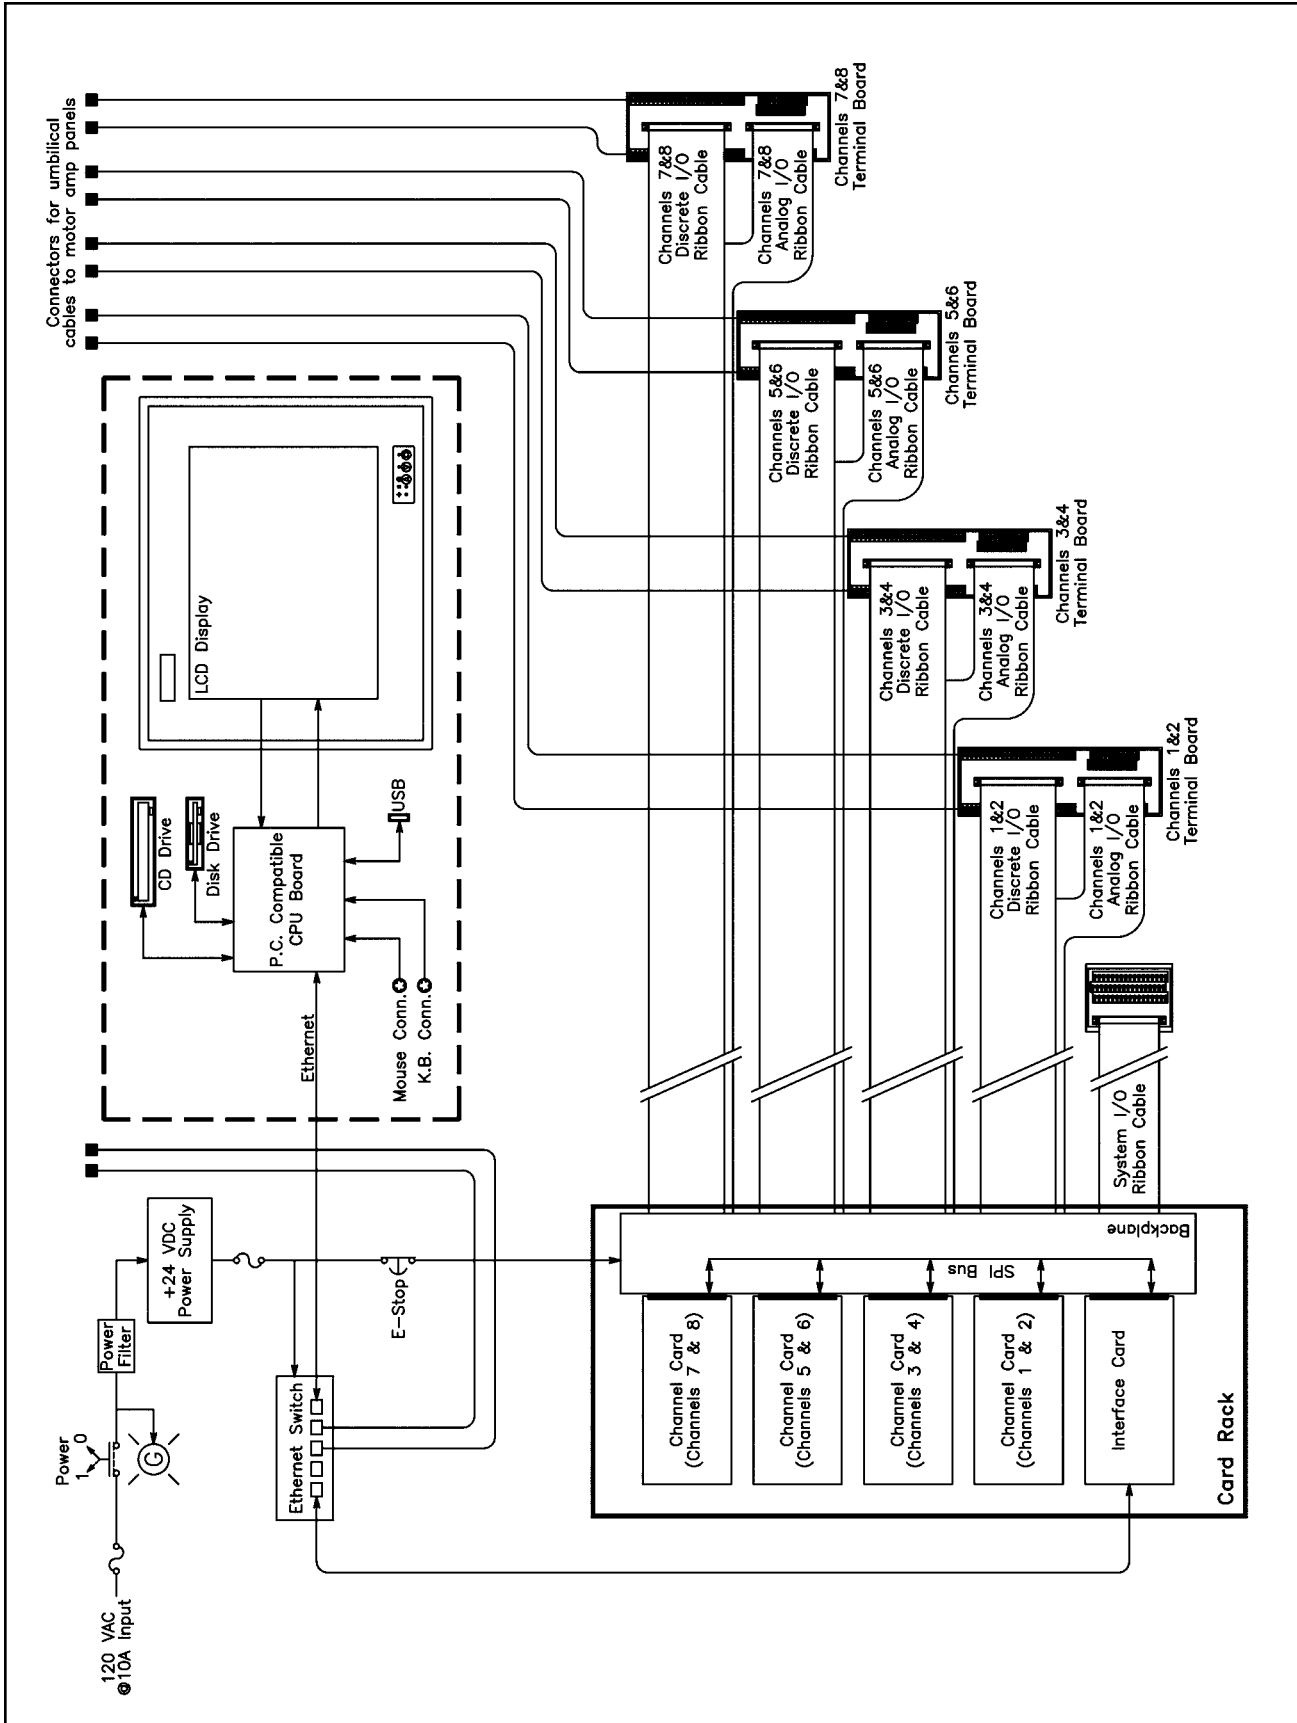 120 VAC
@10A Input
Power
1
0
G
Power
Filter
+24 VDC
Power Supply
Ethernet Switch
E-Stop
Ethernet
Mouse Conn.
K.B. Conn.
P.C. Compatible
CPU Board
CD Drive
Disk Drive
USB
LCD Display
Connectors for umbilical
cables to motor amp panels
Card Rack
Channel Card
(Channels 7 & 8)
Channel Card
(Channels 5 & 6)
Channel Card
(Channels 3 & 4)
Channel Card
(Channels 1 & 2)
Interface Card
SPI Bus
Backplane
System I/O
Ribbon Cable
Channels 7&8
Discrete I/O
Ribbon Cable
Channels 7&8
Analog I/O
Ribbon Cable
Channels 7&8
Terminal Board
Channels 5&6
Discrete I/O
Ribbon Cable
Channels 5&6
Analog I/O
Ribbon Cable
Channels 5&6
Terminal Board
Channels 3&4
Discrete I/O
Ribbon Cable
Channels 3&4
Analog I/O
Ribbon Cable
Channels 3&4
Terminal Board
Channels 1&2
Discrete I/O
Ribbon Cable
Channels 1&2
Analog I/O
Ribbon Cable
Channels 1&2
Terminal Board